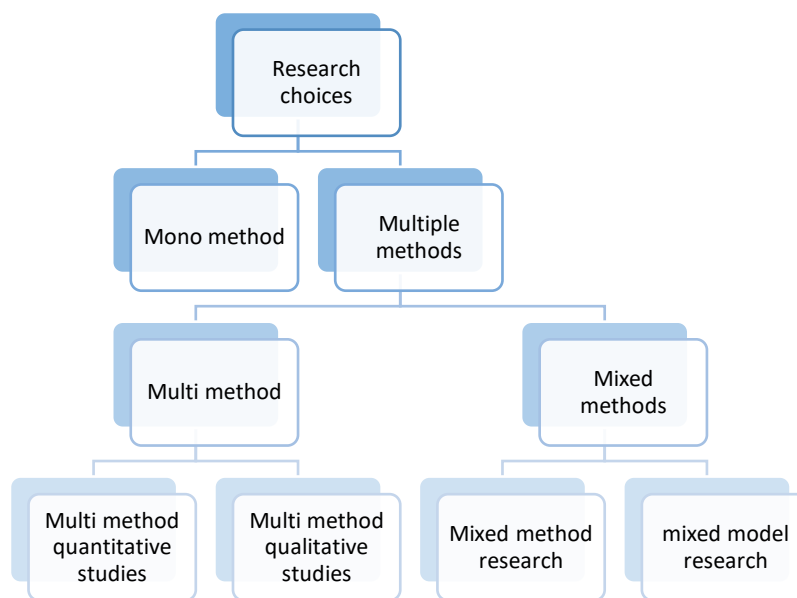 Research
choices
Mono method
Multiple
methods
Multi method
Mixed
methods
Multi method
quantitative
studies
Multi method
qualitative
studies
Mixed method
research
mixed model
research